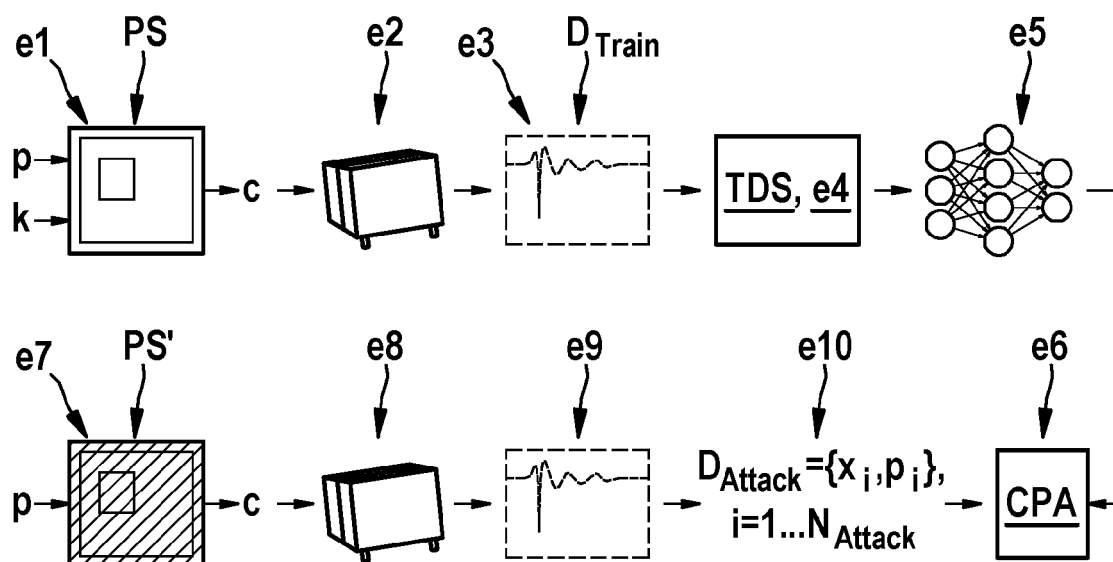 e1 PS e2 e3 D Train e5
p
k
c
TDS, e4
e7 PS' e8 e9 e10 e6
p
c
D Attack ={x i ,p i },
i=1...N Attack
CPA